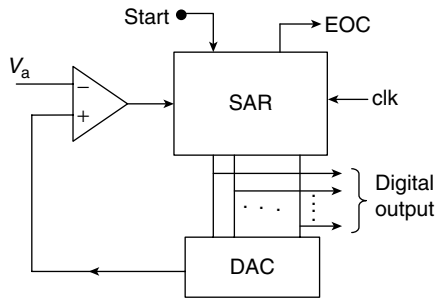 Start
EOC
Va
−
+
SAR
clk
Digital
output
DAC